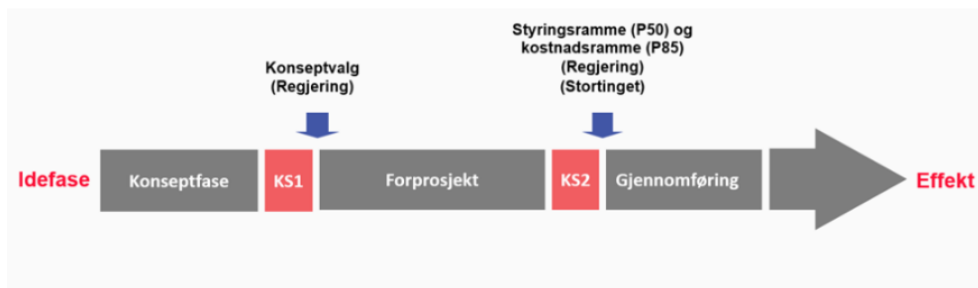 Styringsramme (P50) og
kostnadsramme (P85)
(Regjering)
(Stortinget)
Konseptvalg
(Regjering)
Idefase
Konseptfase
KS1
Forprosjekt
KS2
Gjennomføring
Effekt